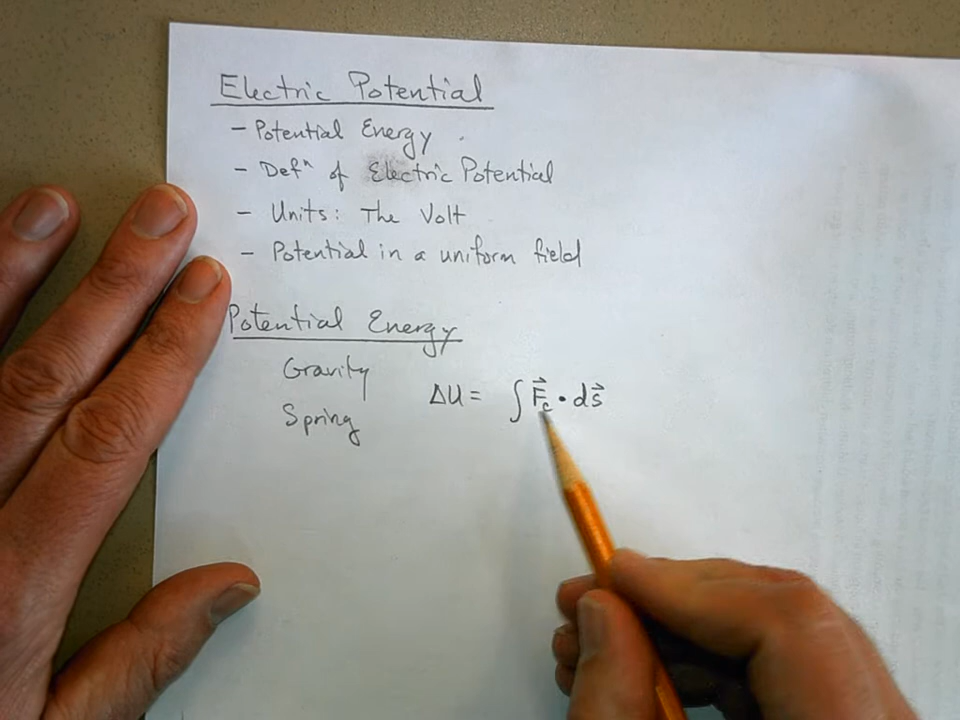 Electric Potential
- Potential Energy
- Defⁿ of Electric Potential
- Units: The Volt
- Potential in a uniform field
Potential Energy
Gravity
Spring
ΔU = ∫ F⃗c • ds⃗